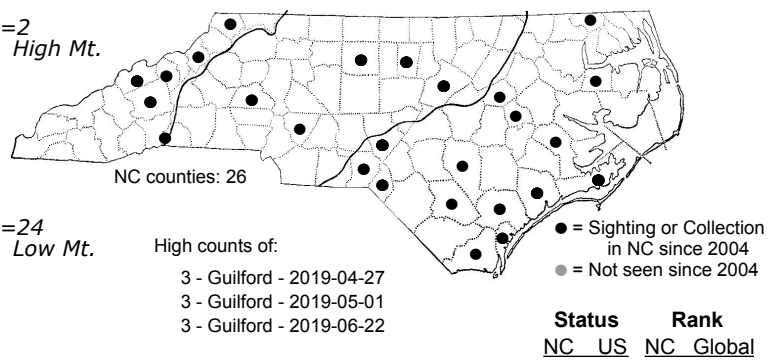 =2
High Mt.
NC counties: 26
=24
Low Mt.
High counts of:
3 - Guilford - 2019-04-27
3 - Guilford - 2019-05-01
3 - Guilford - 2019-06-22
● = Sighting or Collection
in NC since 2004
● = Not seen since 2004
Status Rank
NC US NC Global